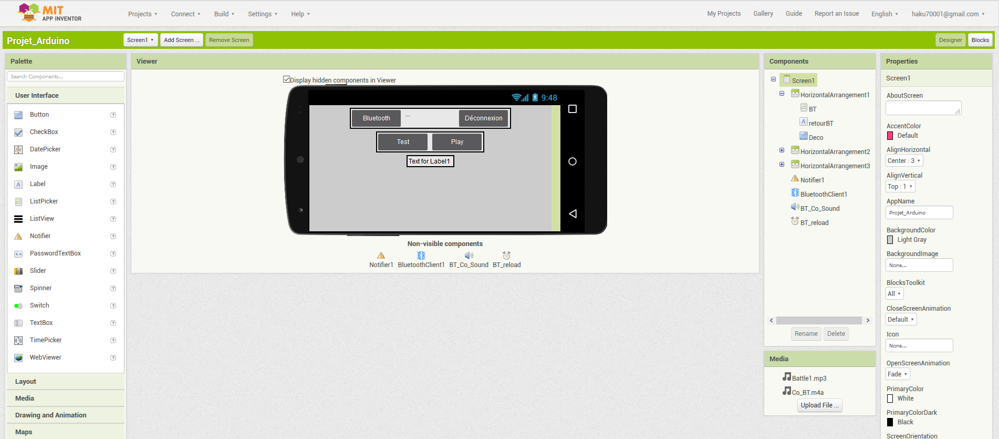 MIT
APP INVENTOR
Projects Connect Build Settings Help My Projects Gallery Guide Report an Issue English haku70001@gmail.com
Projet_Arduino Screen1 Add Screen ... Remove Screen Designer Blocks
Palette
Search Components...
User Interface
Button
CheckBox
DatePicker
Image
Label
ListPicker
ListView
Notifier
PasswordTextBox
Slider
Spinner
Switch
TextBox
TimePicker
WebViewer
Layout
Media
Drawing and Animation
Maps
Viewer
Display hidden components in Viewer
9:48
Bluetooth ... Déconnexion
Test Play
Text for Label1
Non-visible components
Notifier1 BluetoothClient1 BT_Co_Sound BT_reload
Components
Screen1
HorizontalArrangement1
BT
retourBT
Deco
HorizontalArrangement2
HorizontalArrangement3
Notifier1
BluetoothClient1
BT_Co_Sound
BT_reload
Rename Delete
Media
Battle1.mp3
Co_BT.m4a
Upload File ...
Properties
Screen1
AboutScreen
AccentColor
Default
AlignHorizontal
Center : 3
AlignVertical
Top : 1
AppName
Projet_Arduino
BackgroundColor
Light Gray
BackgroundImage
None...
BlocksToolkit
All
CloseScreenAnimation
Default
Icon
None...
OpenScreenAnimation
Fade
PrimaryColor
White
PrimaryColorDark
Black
ScreenOrientation